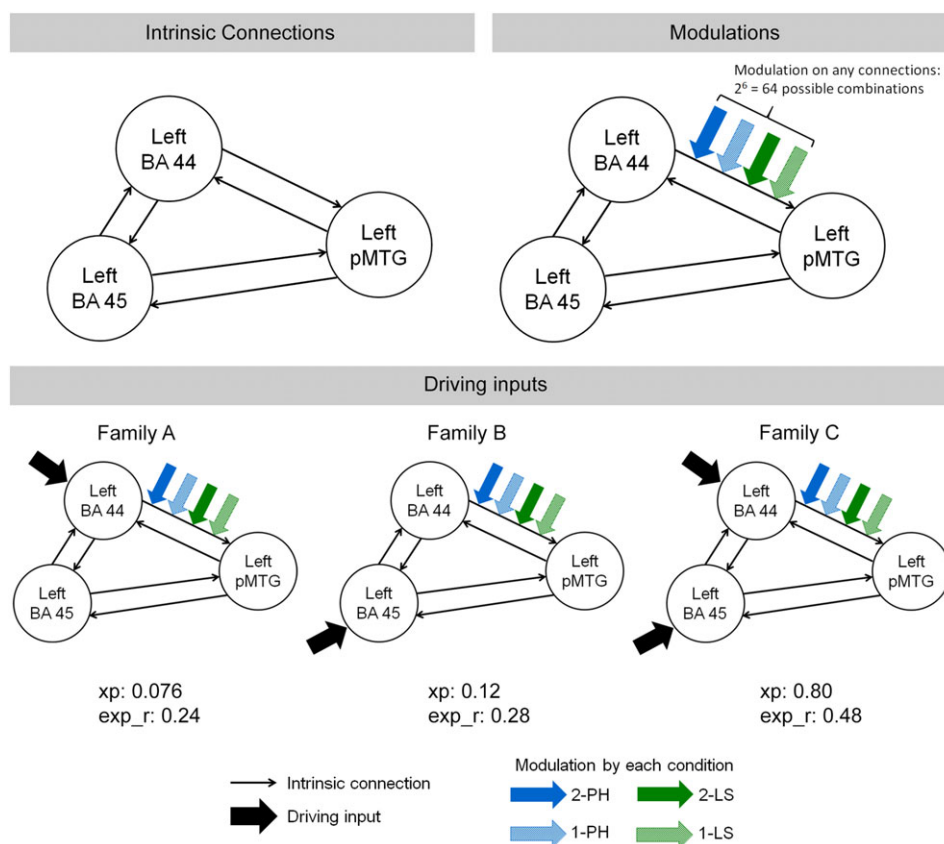 Intrinsic Connections
Left
BA 44
Left
pMTG
Left
BA 45
Modulations
Modulation on any connections:
2⁶ = 64 possible combinations
Left
BA 44
Left
pMTG
Left
BA 45
Driving inputs
Family A
Left
BA 44
Left
pMTG
Left
BA 45
xp: 0.076
exp_r: 0.24
Family B
Left
BA 44
Left
pMTG
Left
BA 45
xp: 0.12
exp_r: 0.28
Family C
Left
BA 44
Left
pMTG
Left
BA 45
xp: 0.80
exp_r: 0.48
Intrinsic connection
Driving input
Modulation by each condition
2-PH
2-LS
1-PH
1-LS